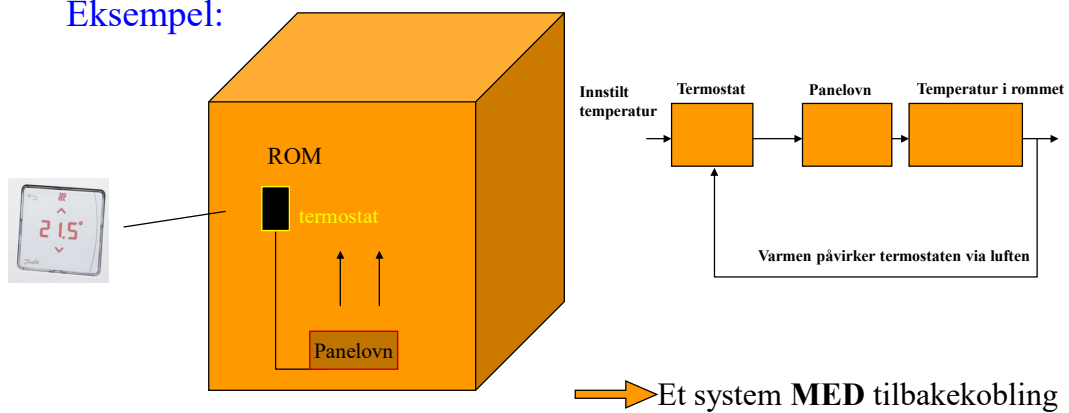 Eksempel:
ROM
termostat
Panelovn
21.5°
Danfoss
Innstilt
temperatur
Termostat
Panelovn
Temperatur i rommet
Varmen påvirker termostaten via luften
Et system MED tilbakekobling